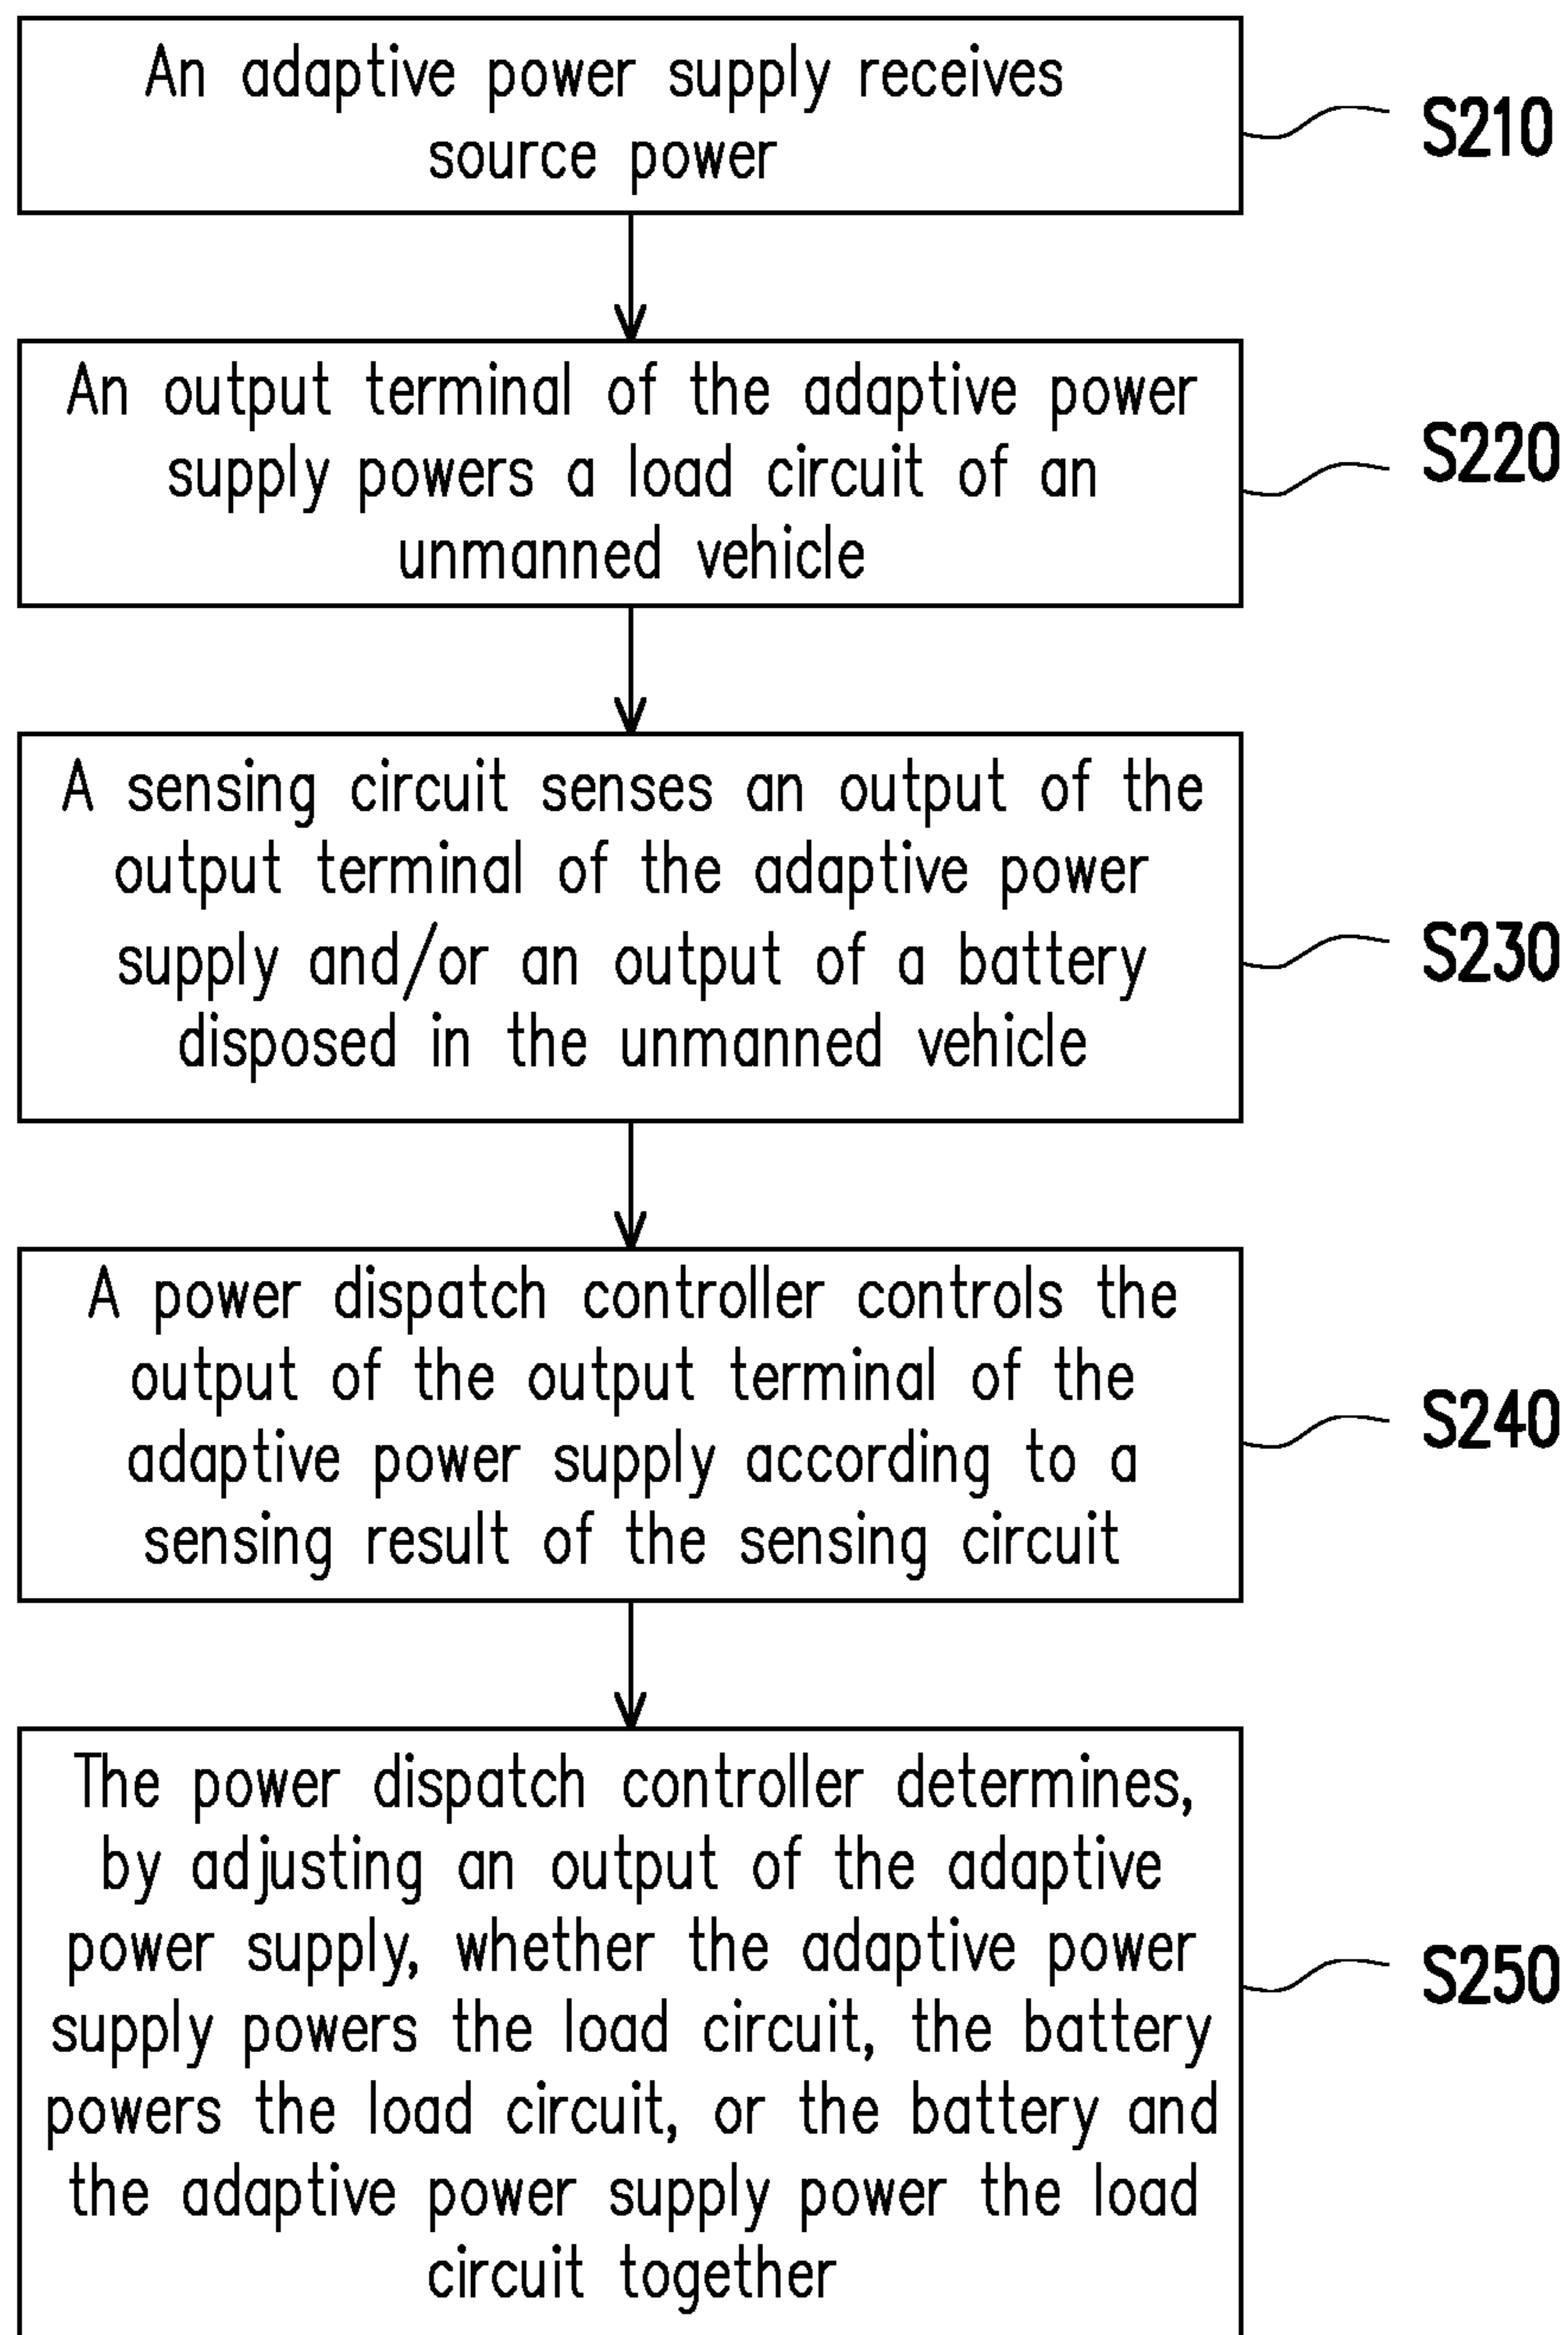 An adaptive power supply receives
source power
S210
An output terminal of the adaptive power
supply powers a load circuit of an
unmanned vehicle
S220
A sensing circuit senses an output of the
output terminal of the adaptive power
supply and/or an output of a battery
disposed in the unmanned vehicle
S230
A power dispatch controller controls the
output of the output terminal of the
adaptive power supply according to a
sensing result of the sensing circuit
S240
The power dispatch controller determines,
by adjusting an output of the adaptive
power supply, whether the adaptive power
supply powers the load circuit, the battery
powers the load circuit, or the battery and
the adaptive power supply power the load
circuit together
S250